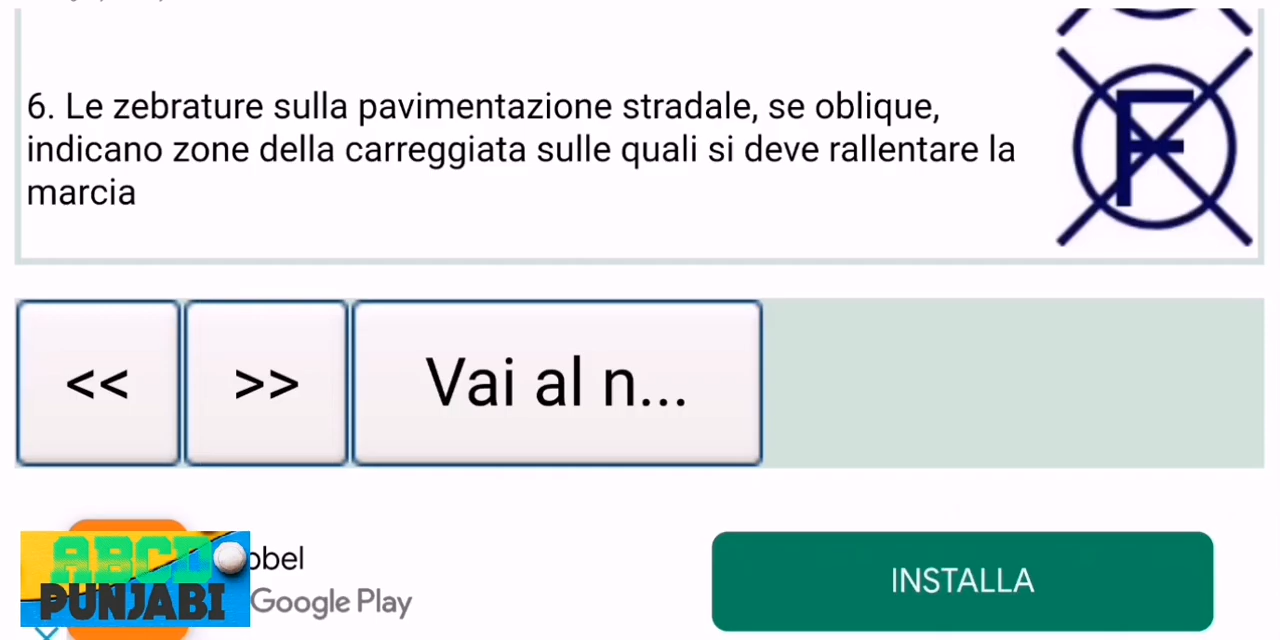 6. Le zebrature sulla pavimentazione stradale, se oblique,
indicano zone della carreggiata sulle quali si deve rallentare la
marcia
F
<<
>>
Vai al n...
ABCD
PUNJABI
Google Play
INSTALLA